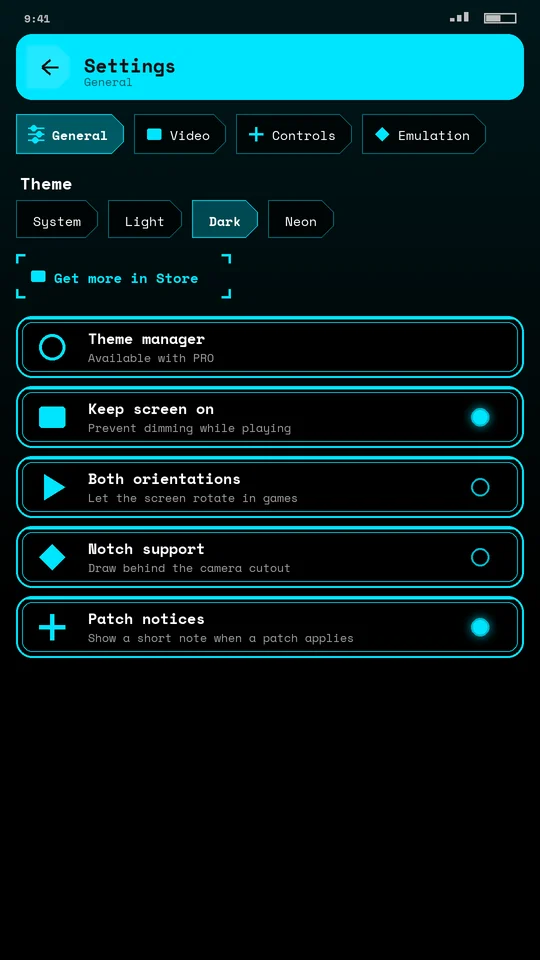 9:41
Settings
General
General
Video
Controls
Emulation
Theme
System
Light
Dark
Neon
Get more in Store
Theme manager
Available with PRO
Keep screen on
Prevent dimming while playing
Both orientations
Let the screen rotate in games
Notch support
Draw behind the camera cutout
Patch notices
Show a short note when a patch applies